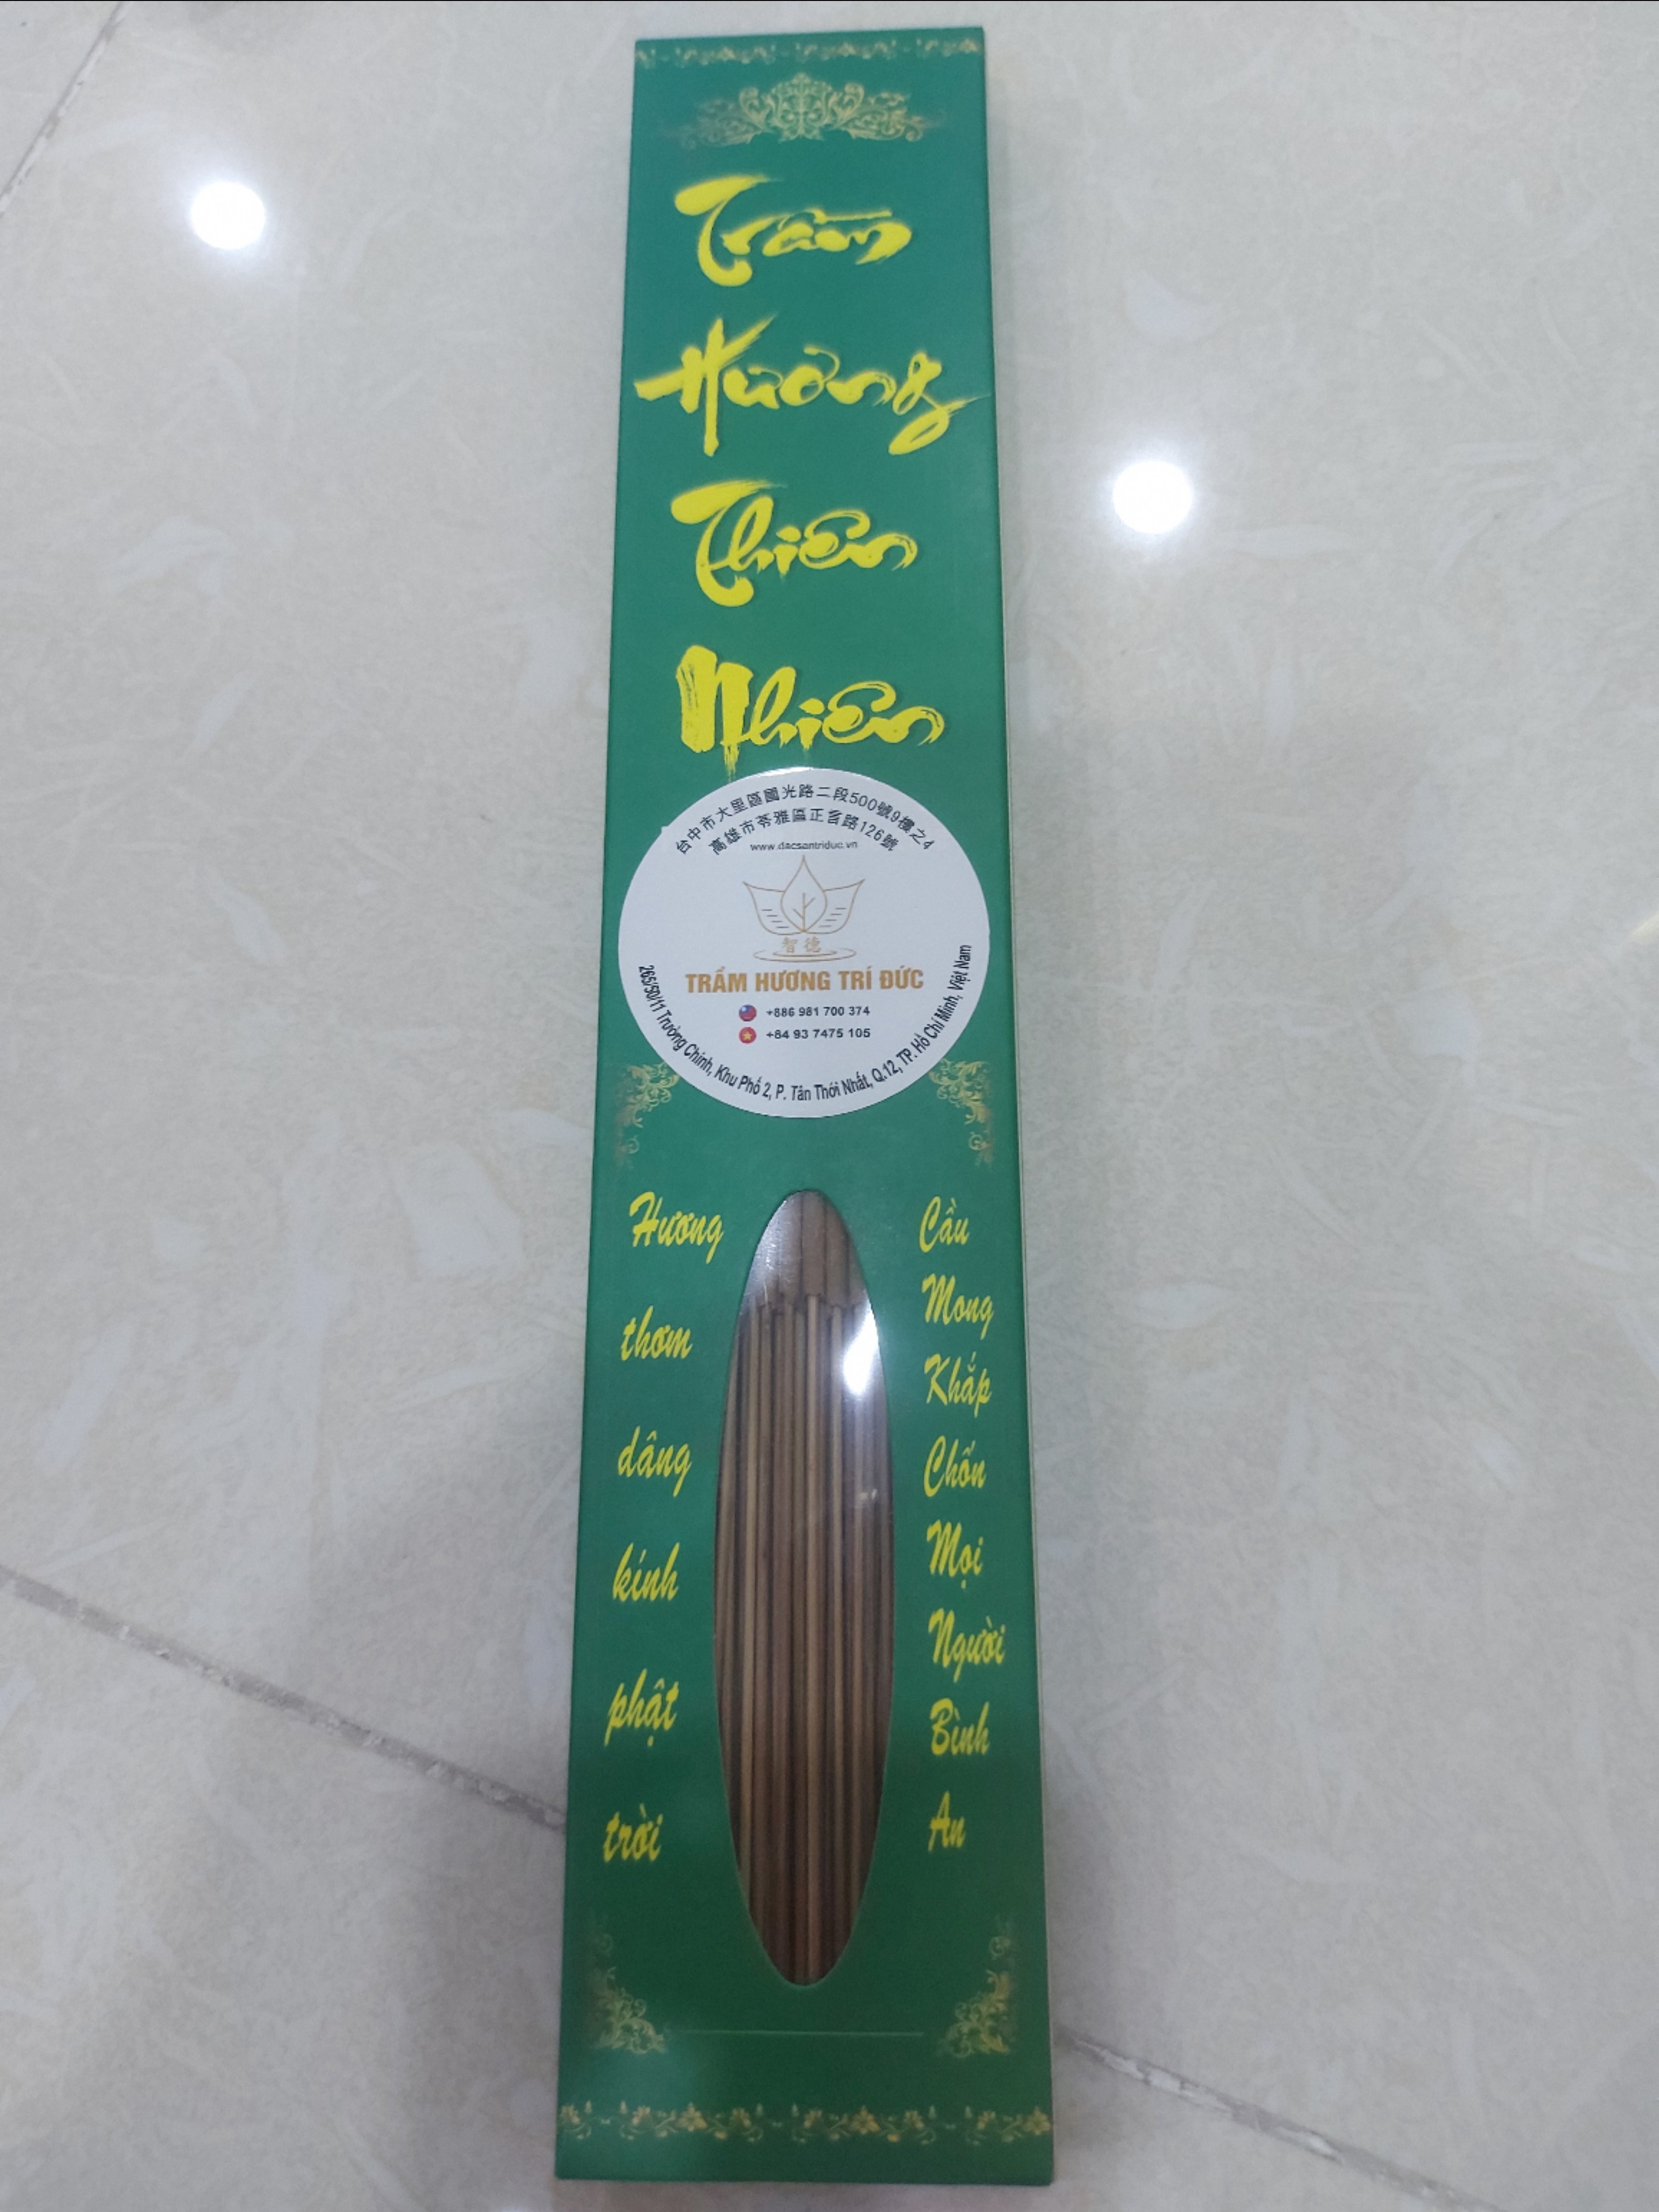 Trầm
Hương
Thiên
Nhiên
台中市大里區國光路二段500號9樓之4
高雄市苓雅區正言路126號
www.dacsantriduc.vn
智德
TRẦM HƯƠNG TRÍ ĐỨC
+886 981 700 374
+84 93 7475 105
265/50/11 Trường Chinh, Khu Phố 2, P. Tân Thới Nhất, Q.12, TP. Hồ Chí Minh, Việt Nam
Hương
thơm
dâng
kính
phật
trời
Cầu
Mong
Khắp
Chốn
Mọi
Người
Bình
An